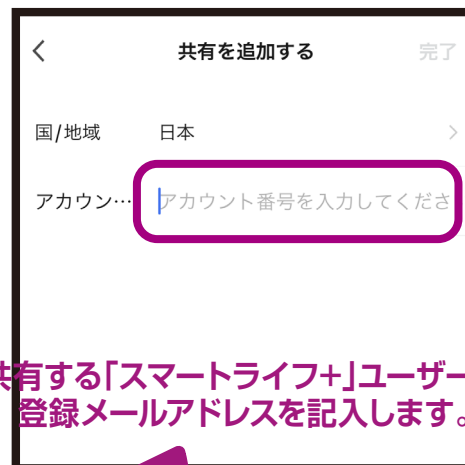 共有を追加する 完了
国/地域 日本
アカウン… アカウント番号を入力してくださ
共有する「スマートライフ+」ユーザー
登録メールアドレスを記入します。